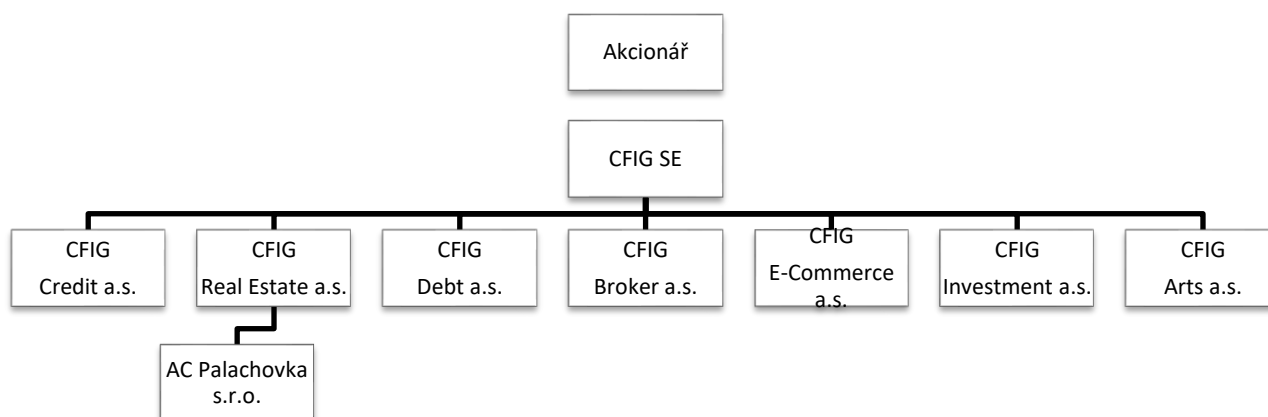 Akcionář
CFIG SE
CFIG
Credit a.s.
CFIG
Real Estate a.s.
CFIG
Debt a.s.
CFIG
Broker a.s.
CFIG
E-Commerce
a.s.
CFIG
Investment a.s.
CFIG
Arts a.s.
AC Palachovka
s.r.o.